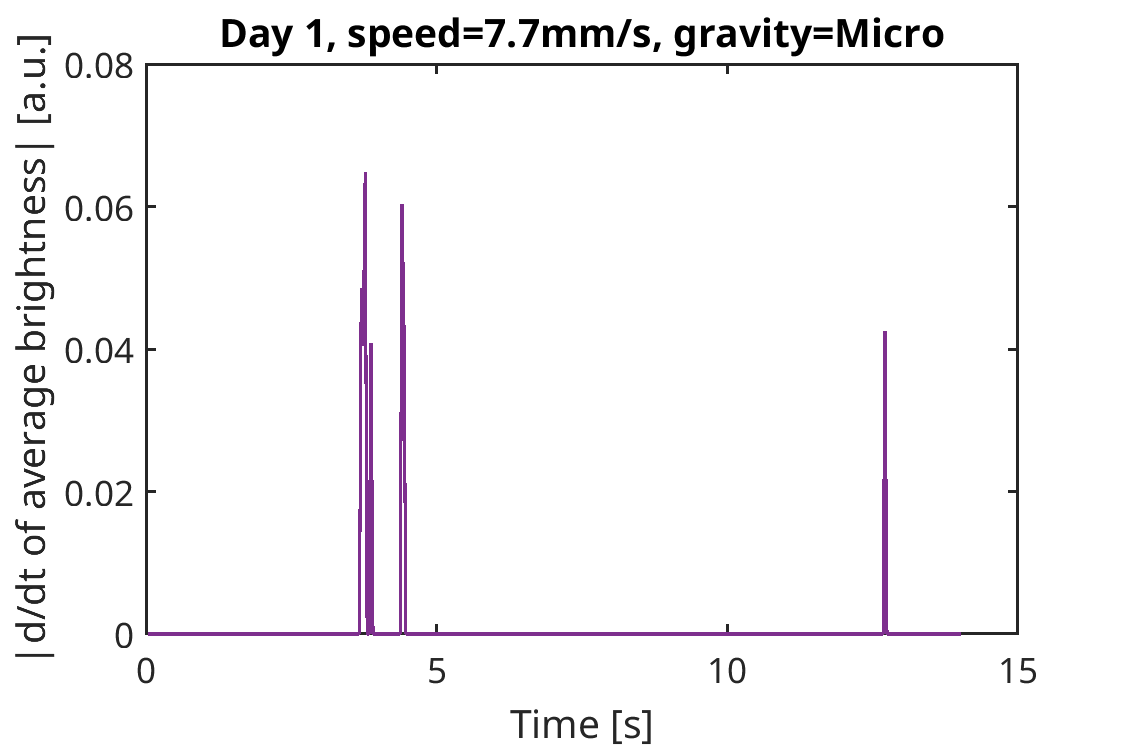 Day 1, speed=7.7mm/s, gravity=Micro
|d/dt of average brightness| [a.u.]
0.08
0.06
0.04
0.02
0
0 5 10 15
Time [s]